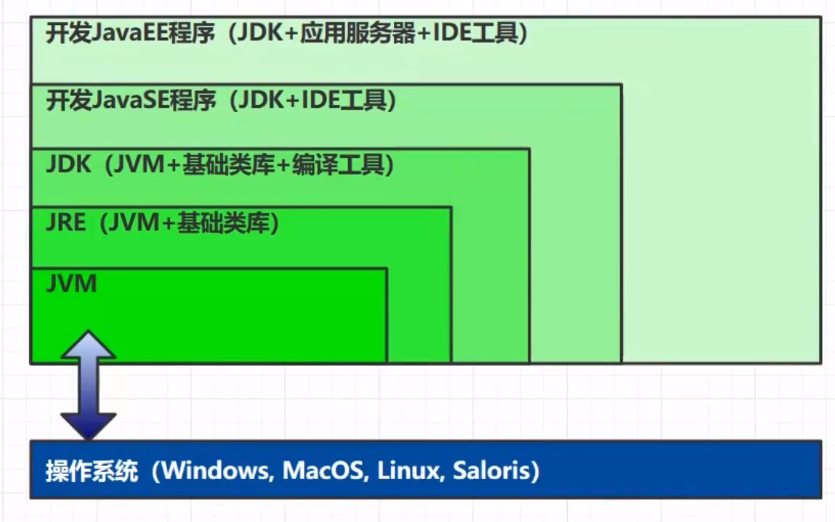 开发JavaEE程序（JDK+应用服务器+IDE工具）
开发JavaSE程序（JDK+IDE工具）
JDK（JVM+基础类库+编译工具）
JRE（JVM+基础类库）
JVM
操作系统（Windows, MacOS, Linux, Saloris）